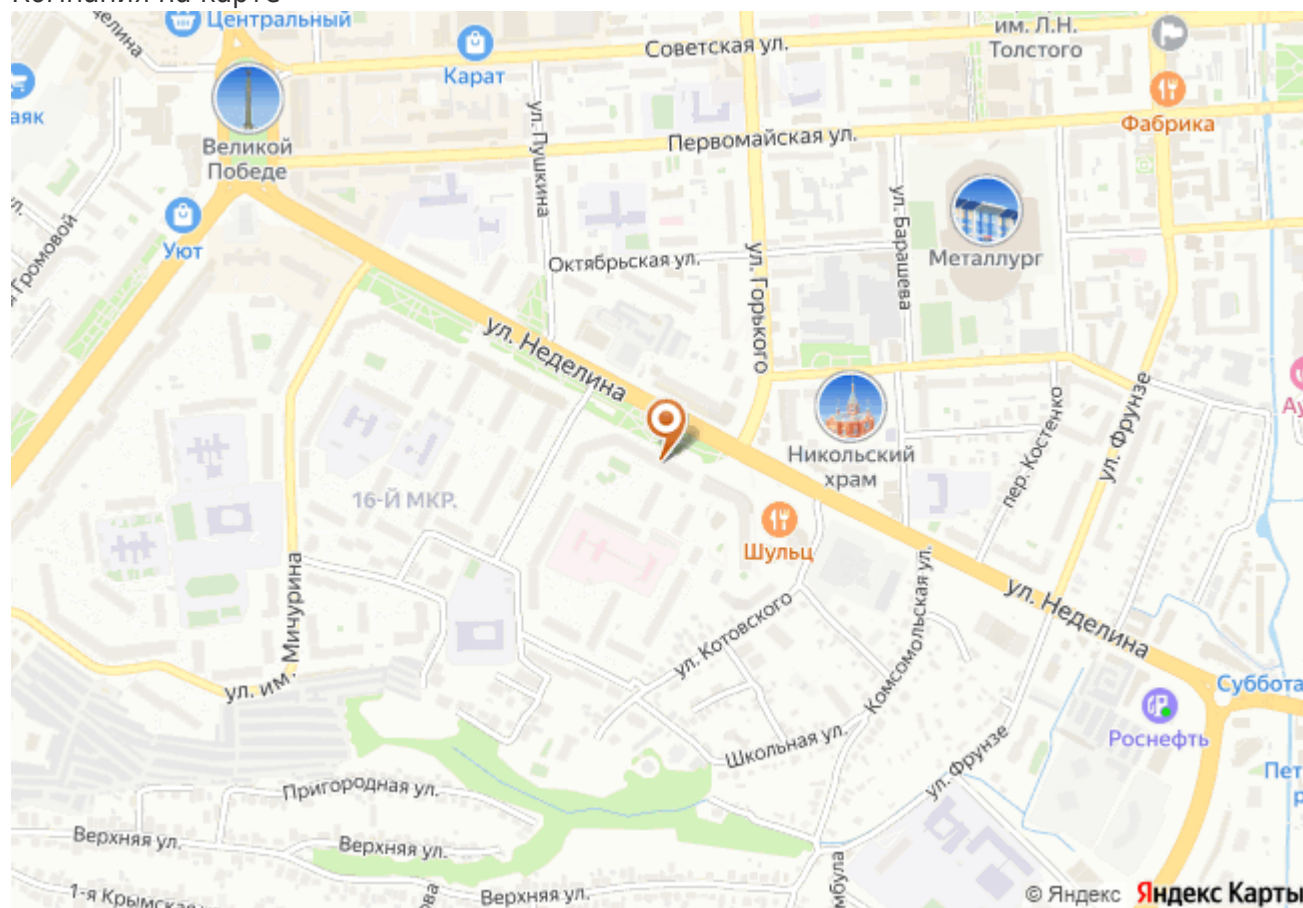 Компания на карте
Центральный
им. Л.Н.
Толстого
Советская ул.
Карат
Фабрика
Великой
Победе
Первомайская ул.
ул. Пушкина
ул. Барашева
Уют
Октябрьская ул.
Металлург
ул. Горького
ул. Неделина
Никольский
храм
пер. Костенко
ул. Фрунзе
16-Й МКР.
Шульц
ул. им. Мичурина
ул. Котовского
Комсомольская ул.
ул. Неделина
Суббота
Роснефть
Школьная ул.
ул. Фрунзе
Пригородная ул.
Верхняя ул.
Верхняя ул.
Верхняя ул.
© Яндекс Яндекс Карты